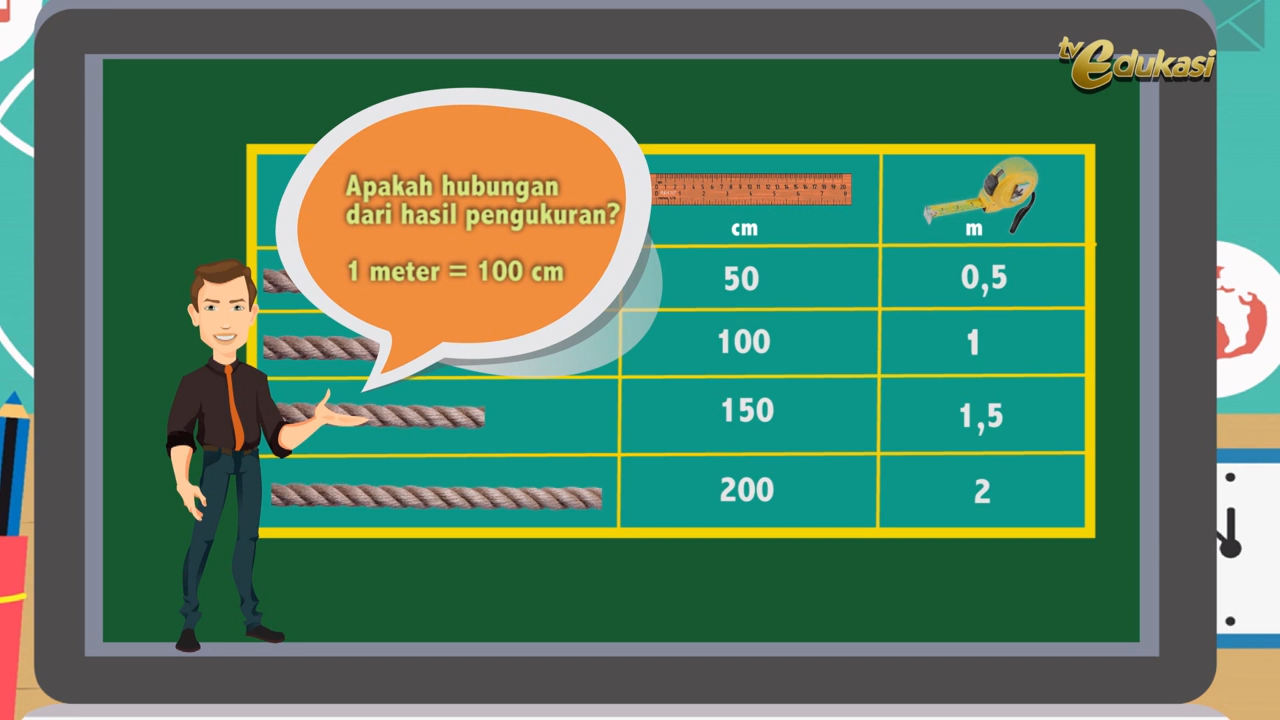 tv edukasi
Apakah hubungan
dari hasil pengukuran?
1 meter = 100 cm
cm
m
50
0,5
100
1
150
1,5
200
2